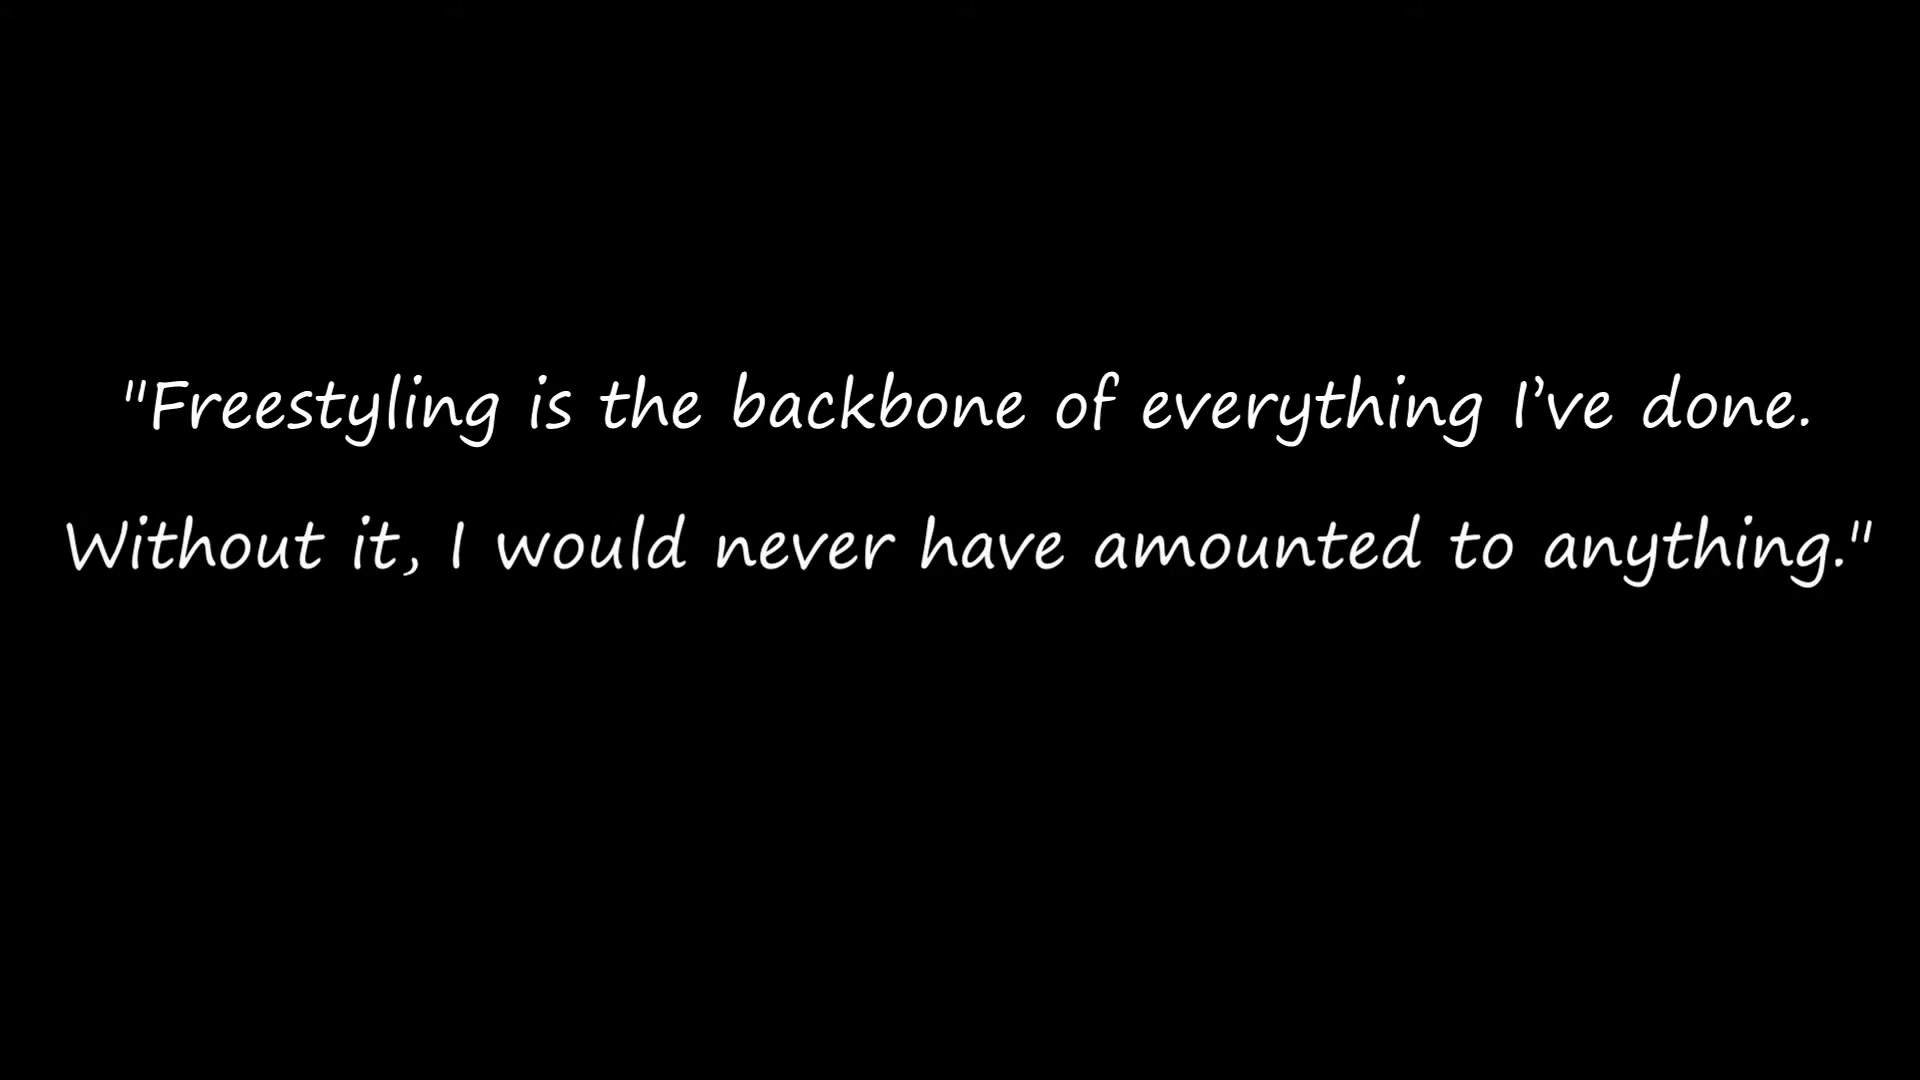 "Freestyling is the backbone of everything I’ve done.
Without it, I would never have amounted to anything."